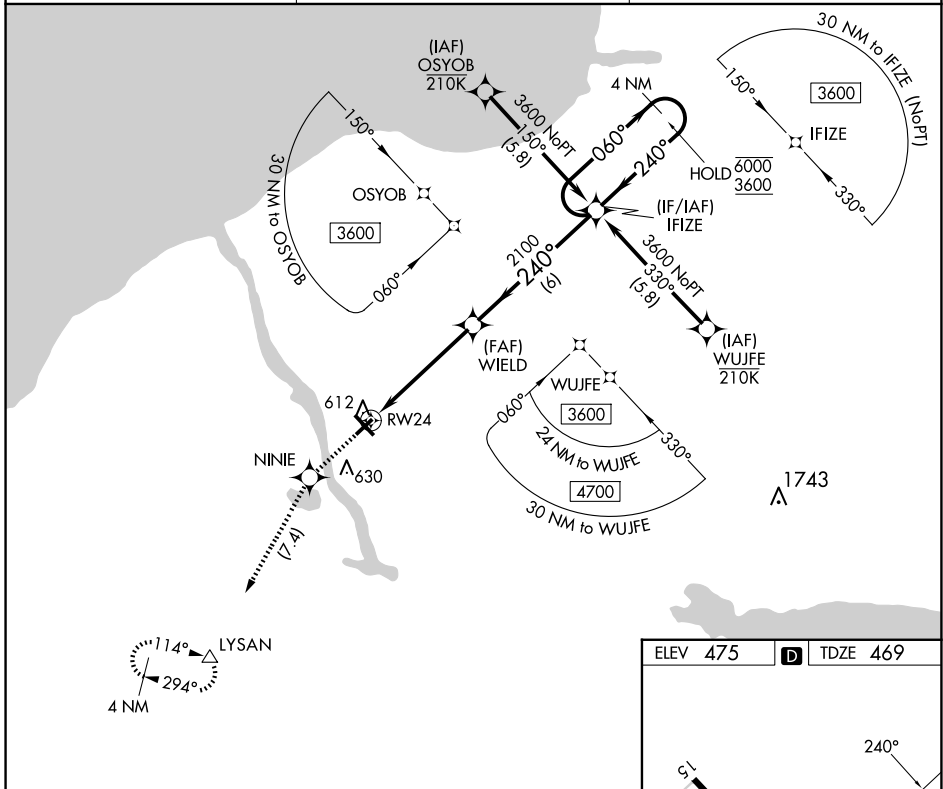 (IAF)
OSYOB
210K
3600 NoPT
150°
(5.8)
4 NM
060°
240°
HOLD 6000
3600
(IF/IAF)
IFIZE
30 NM to IFIZE (NoPT)
150°
3600
IFIZE
330°
150°
OSYOB
30 NM to OSYOB
3600
060°
2100
240°
(6)
3600 NoPT
330°
(5.8)
(IAF)
WUJFE
210K
(FAF)
WIELD
612
RW24
NINIE
630
(7.4)
WUJFE
060°
3600
330°
24 NM to WUJFE
4700
30 NM to WUJFE
1743
114°
LYSAN
294°
4 NM
ELEV 475
D
TDZE 469
240°
15